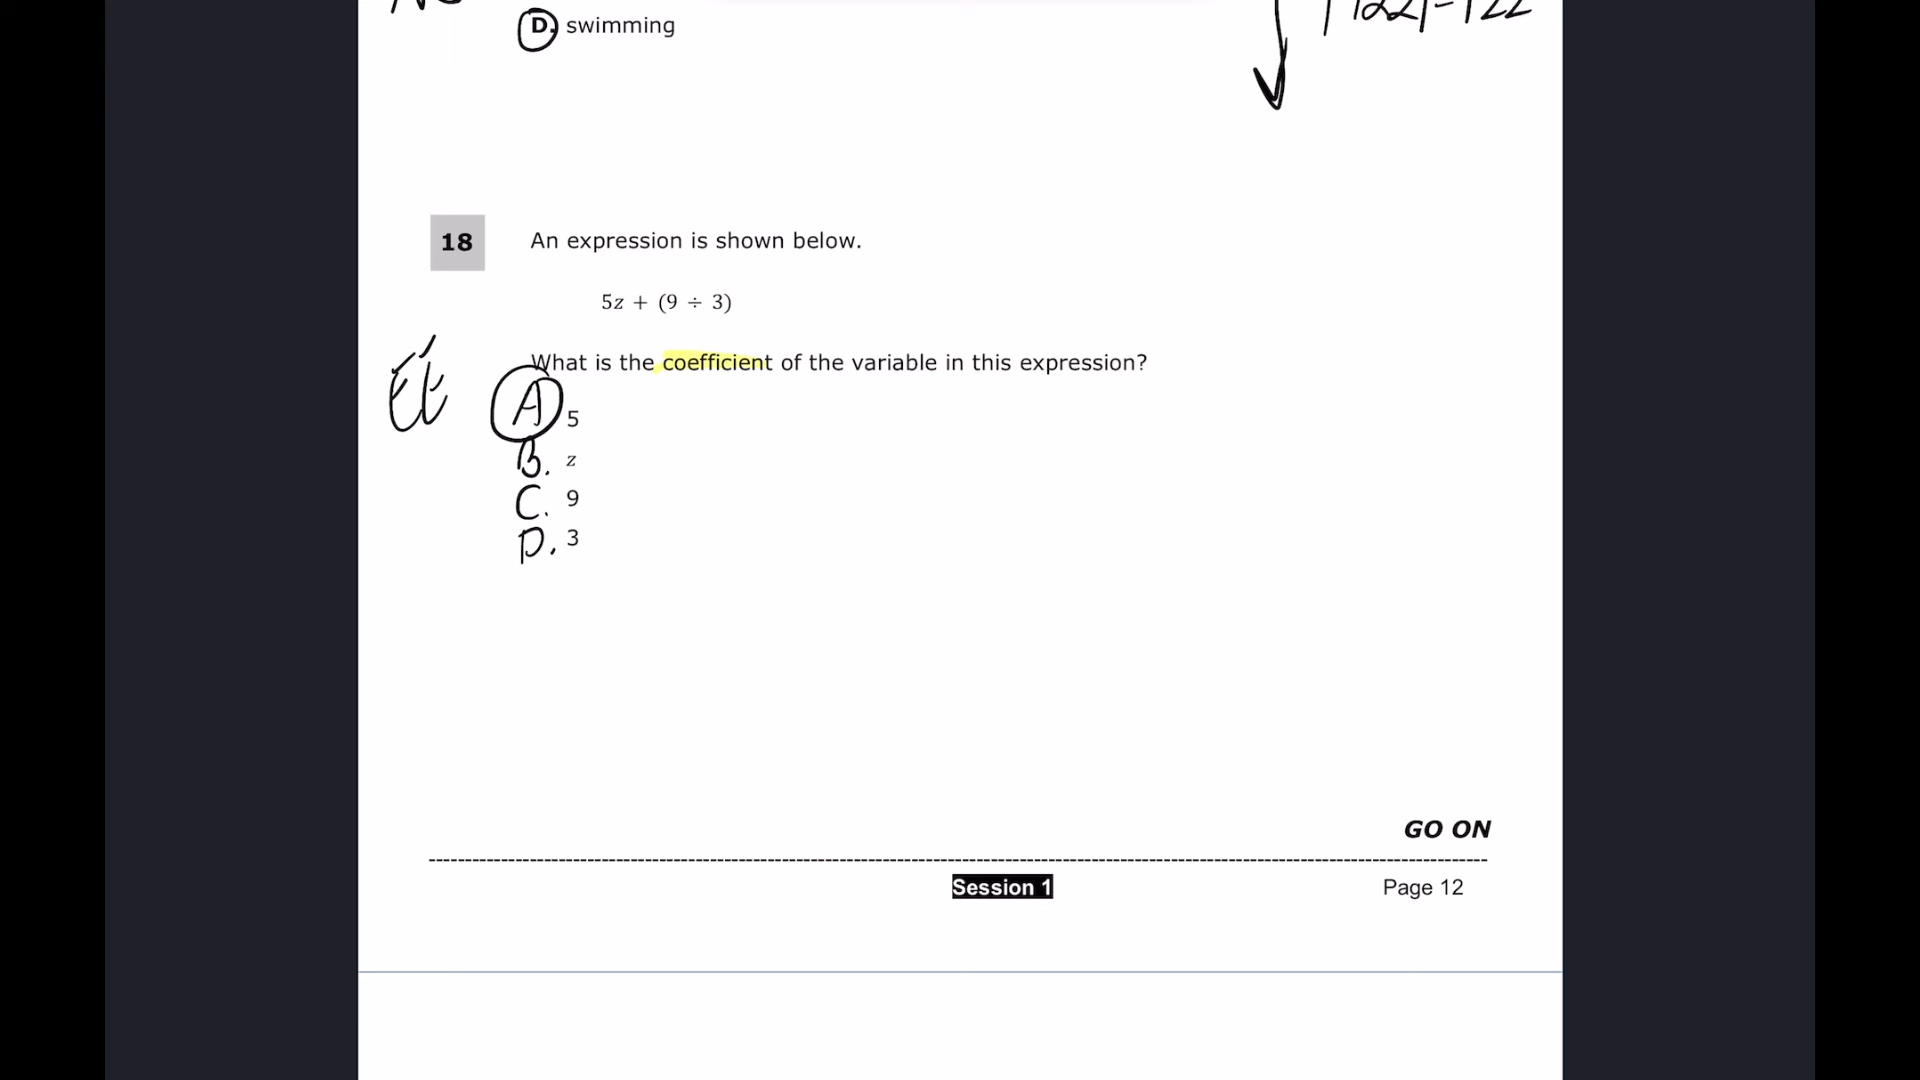 D. swimming
18 An expression is shown below.
5z + (9 ÷ 3)
What is the coefficient of the variable in this expression?
EE
A 5
B. z
C. 9
D. 3
GO ON
Session 1 Page 12